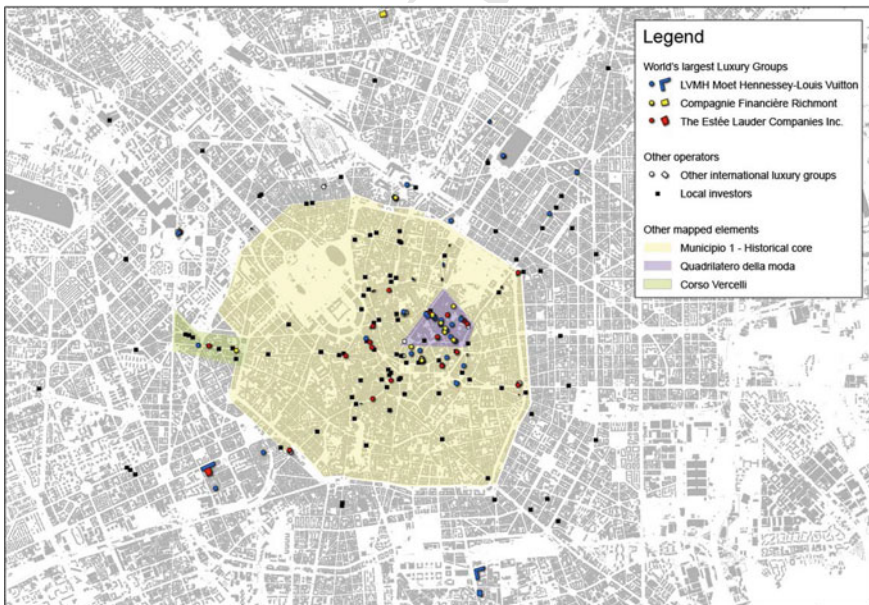 Legend
World's largest Luxury Groups
LVMH Moet Hennessey-Louis Vuitton
Compagnie Financière Richmont
The Estée Lauder Companies Inc.
Other operators
Other international luxury groups
Local investors
Other mapped elements
Municipio 1 - Historical core
Quadrilatero della moda
Corso Vercelli